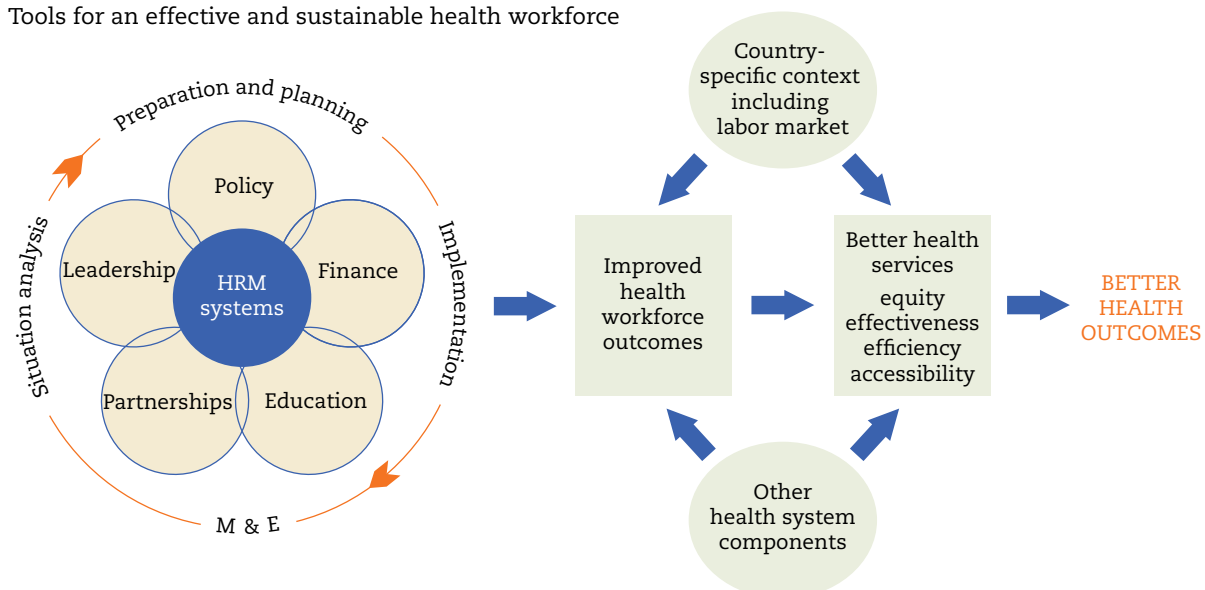 Tools for an effective and sustainable health workforce
Preparation and planning
Situation analysis
Implementation
M & E
Policy
Leadership
HRM
systems
Finance
Partnerships
Education
Country-
specific context
including
labor market
Improved
health
workforce
outcomes
Better health
services
equity
effectiveness
efficiency
accessibility
BETTER
HEALTH
OUTCOMES
Other
health system
components